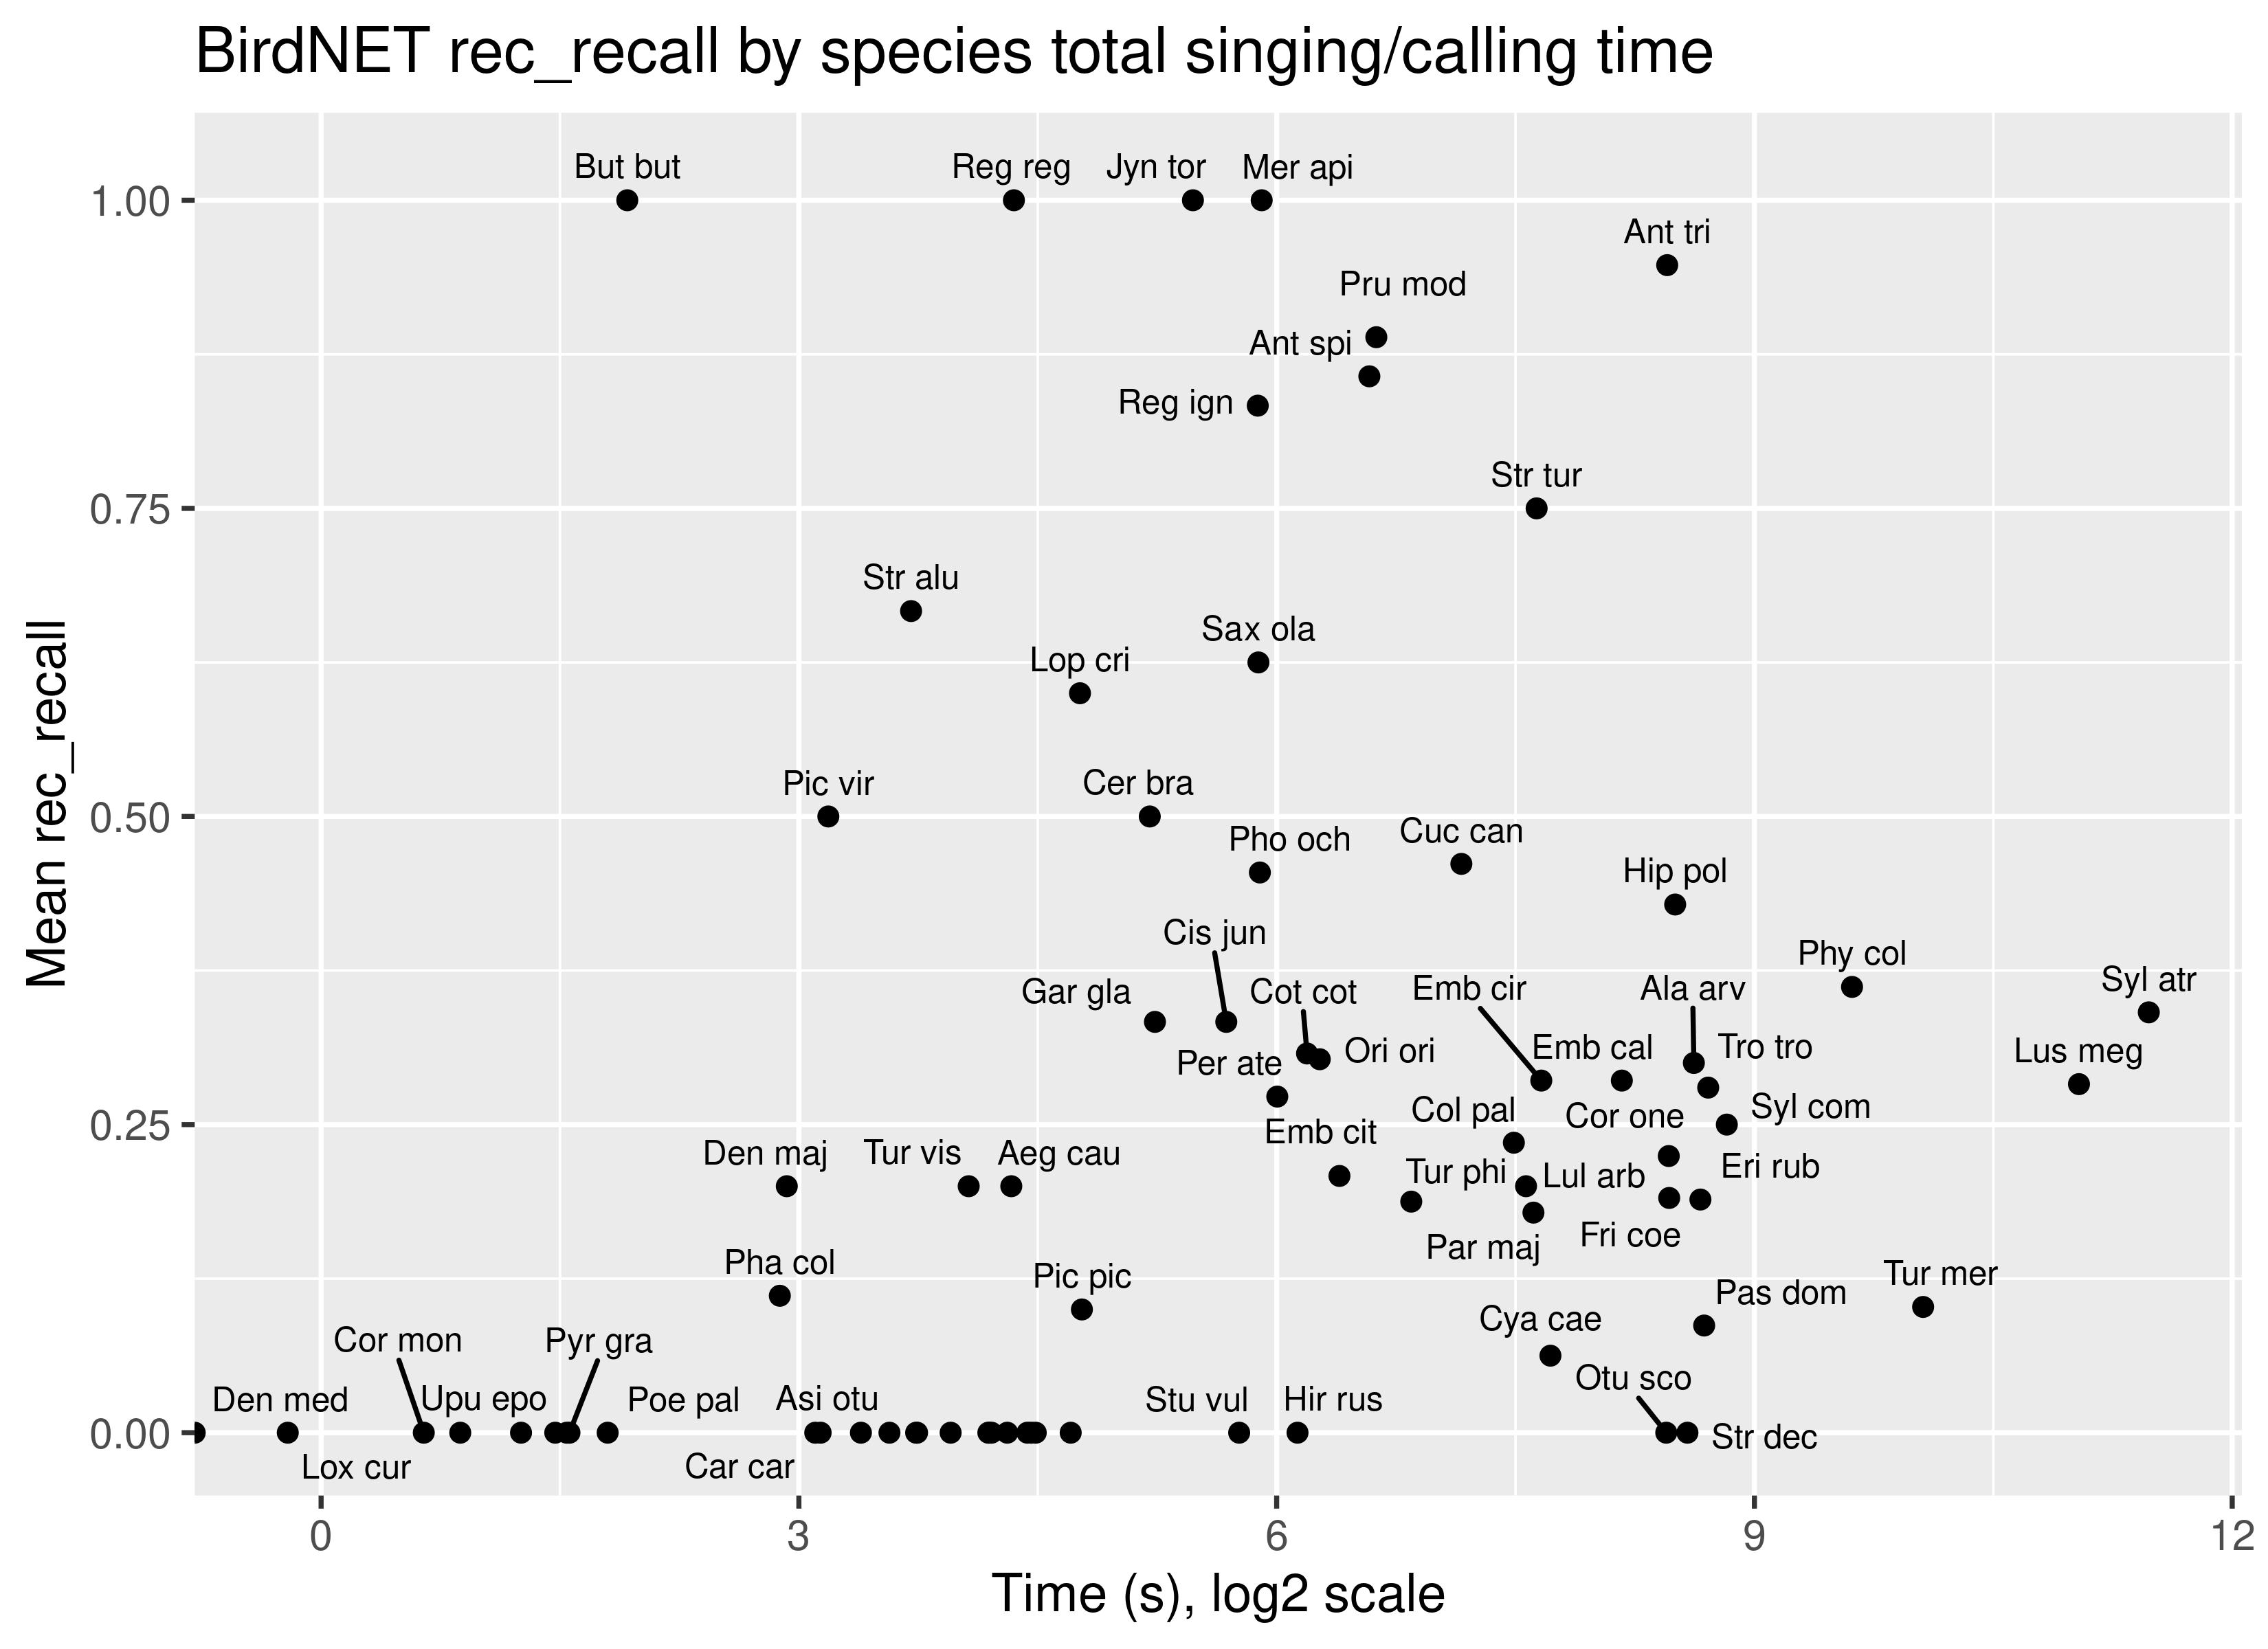 BirdNET rec_recall by species total singing/calling time
But but
Reg reg
Jyn tor
Mer api
1.00
Ant tri
Pru mod
Ant spi
Reg ign
Str tur
0.75
Str alu
Sax ola
Lop cri
Mean rec_recall
Pic vir
Cer bra
0.50
Pho och
Cuc can
Hip pol
Cis jun
Phy col
Syl atr
Gar gla
Cot cot
Emb cir
Ala arv
Per ate
Ori ori
Emb cal
Tro tro
Lus meg
Col pal
Cor one
Syl com
0.25
Emb cit
Den maj
Tur vis
Aeg cau
Tur phi
Lul arb
Eri rub
Par maj
Fri coe
Pha col
Pic pic
Tur mer
Pas dom
Cya cae
Cor mon
Pyr gra
Otu sco
Den med
Upu epo
Poe pal
Asi otu
Stu vul
Hir rus
0.00
Str dec
Lox cur
Car car
0
3
6
9
12
Time (s), log2 scale